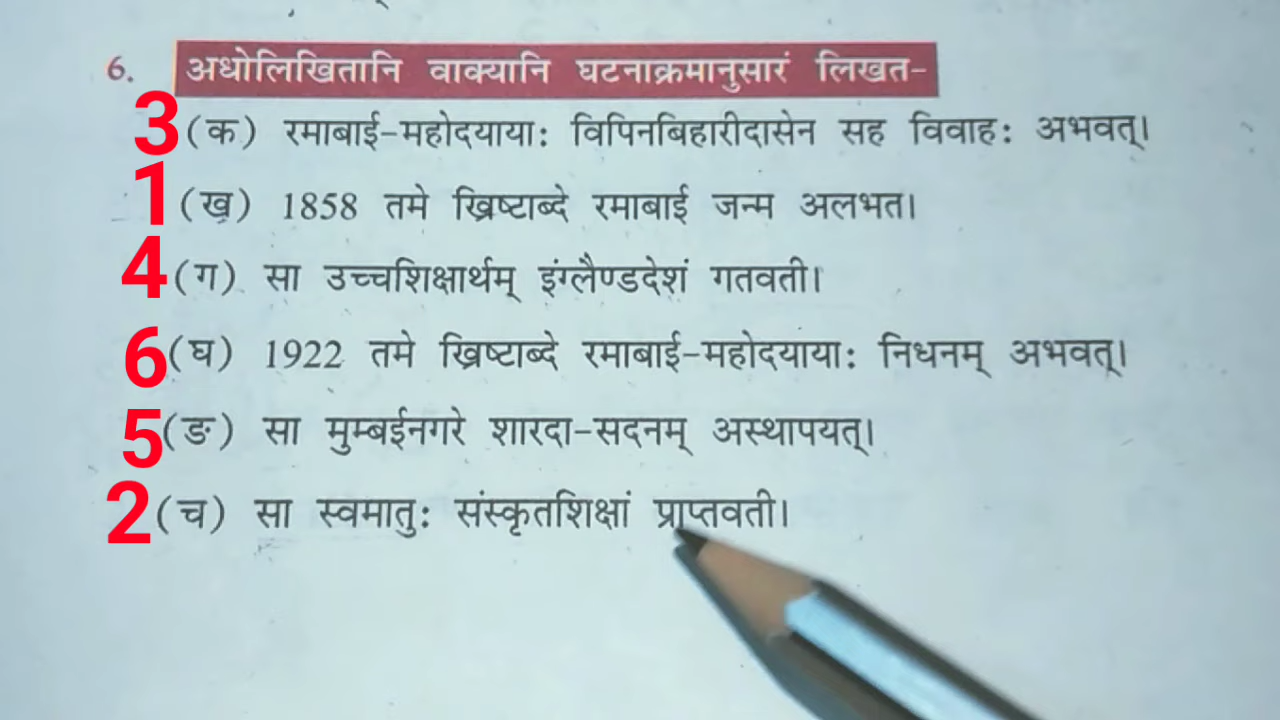 6. अधोलिखितानि वाक्यानि घटनाक्रमानुसारं लिखत-
3 (क) रमाबाई-महोदयायाः विपिनबिहारीदासेन सह विवाहः अभवत्।
1 (ख) 1858 तमे ख्रिष्टाब्दे रमाबाई जन्म अलभत।
4 (ग) सा उच्चशिक्षार्थम् इंग्लैण्डदेशं गतवती।
6 (घ) 1922 तमे ख्रिष्टाब्दे रमाबाई-महोदयायाः निधनम् अभवत्।
5 (ङ) सा मुम्बईनगरे शारदा-सदनम् अस्थापयत्।
2 (च) सा स्वमातुः संस्कृतशिक्षां प्राप्तवती।